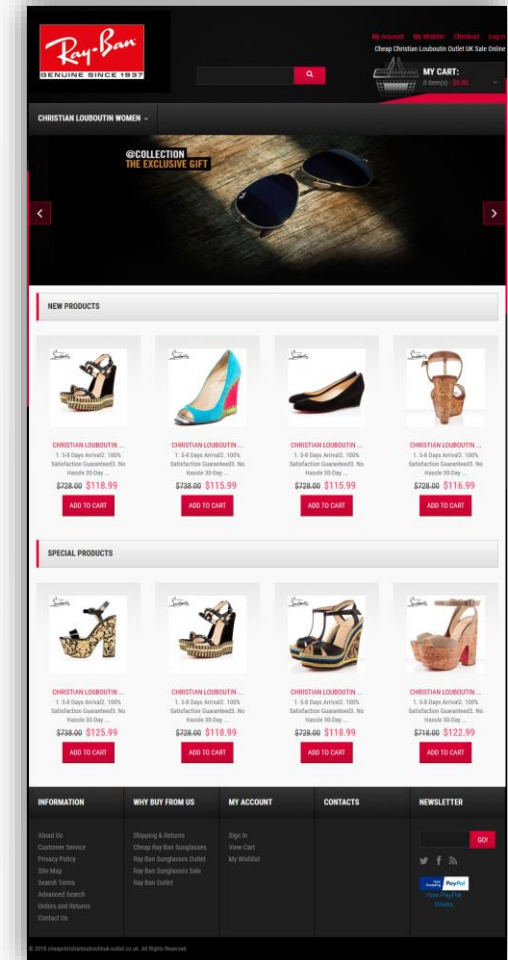 Ray-Ban
GENUINE SINCE 1937
My Account My Wishlist Checkout Log In
Cheap Christian Louboutin Outlet UK Sale Online
MY CART:
0 item(s) - $0.00
CHRISTIAN LOUBOUTIN WOMEN
@COLLECTION
THE EXCLUSIVE GIFT
NEW PRODUCTS
CHRISTIAN LOUBOUTIN ...
1. 5-8 Days Arrival2. 100%
Satisfaction Guaranteed3. No
Hassle 30-Day ...
$728.00 $118.99
ADD TO CART
CHRISTIAN LOUBOUTIN ...
1. 5-8 Days Arrival2. 100%
Satisfaction Guaranteed3. No
Hassle 30-Day ...
$738.00 $115.99
ADD TO CART
CHRISTIAN LOUBOUTIN ...
1. 5-8 Days Arrival2. 100%
Satisfaction Guaranteed3. No
Hassle 30-Day ...
$728.00 $115.99
ADD TO CART
CHRISTIAN LOUBOUTIN ...
1. 5-8 Days Arrival2. 100%
Satisfaction Guaranteed3. No
Hassle 30-Day ...
$728.00 $116.99
ADD TO CART
SPECIAL PRODUCTS
CHRISTIAN LOUBOUTIN ...
1. 5-8 Days Arrival2. 100%
Satisfaction Guaranteed3. No
Hassle 30-Day ...
$738.00 $125.99
ADD TO CART
CHRISTIAN LOUBOUTIN ...
1. 5-8 Days Arrival2. 100%
Satisfaction Guaranteed3. No
Hassle 30-Day ...
$728.00 $118.99
ADD TO CART
CHRISTIAN LOUBOUTIN ...
1. 5-8 Days Arrival2. 100%
Satisfaction Guaranteed3. No
Hassle 30-Day ...
$728.00 $118.99
ADD TO CART
CHRISTIAN LOUBOUTIN ...
1. 5-8 Days Arrival2. 100%
Satisfaction Guaranteed3. No
Hassle 30-Day ...
$718.00 $122.99
ADD TO CART
INFORMATION
About Us
Customer Service
Privacy Policy
Site Map
Search Terms
Advanced Search
Orders and Returns
Contact Us
WHY BUY FROM US
Shipping & Returns
Cheap Ray Ban Sunglasses
Ray Ban Sunglasses Outlet
Ray Ban Sunglasses Sale
Ray Ban Outlet
MY ACCOUNT
Sign in
View Cart
My Wishlist
CONTACTS
NEWSLETTER
GO!
PayPal
How PayPal
Works
© 2018 cheapchristianlouboutinuk-outlet.co.uk. All Rights Reserved.